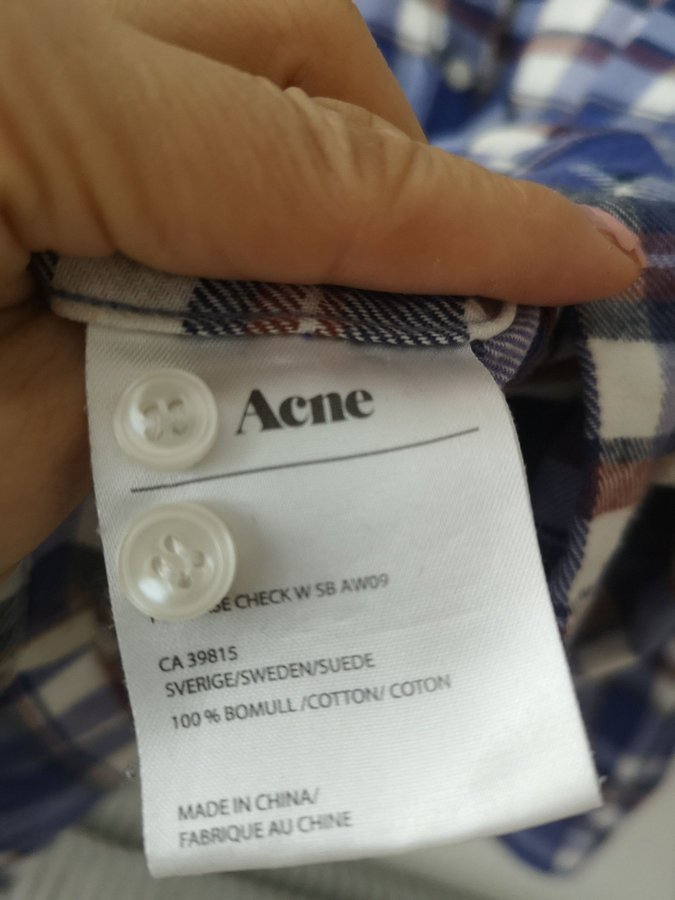 Acne
CHECK W SB AW09
CA 39815
SVERIGE/SWEDEN/SUEDE
100 % BOMULL /COTTON/ COTON
MADE IN CHINA/
FABRIQUE AU CHINE